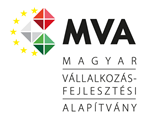 MVA
MAGYAR
VÁLLALKOZÁS-
FEJLESZTÉSI
ALAPÍTVÁNY